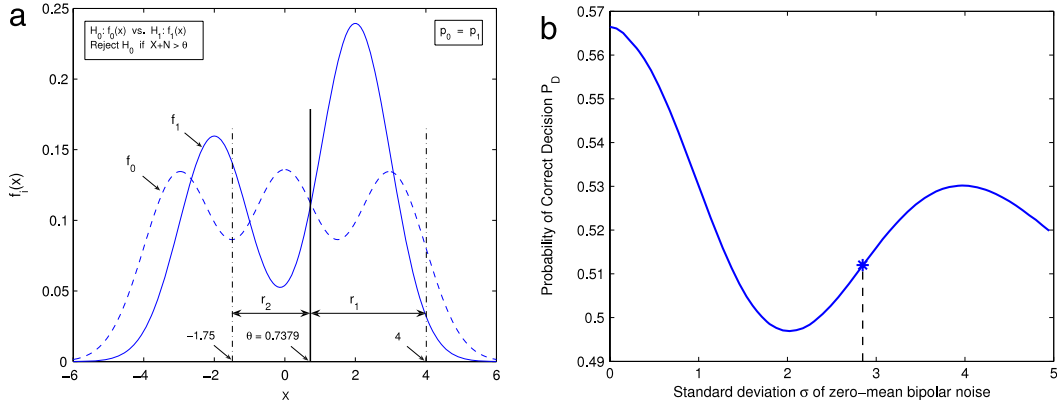 a
H0: f0(x) vs. H1: f1(x)
Reject H0 if X+N > θ
p0 = p1
f1
f0
r2
r1
−1.75
θ = 0.7379
4
fi(x)
0.25
0.2
0.15
0.1
0.05
0
−6
−4
−2
0
2
4
6
x
b
Probability of Correct Decision PD
0.57
0.56
0.55
0.54
0.53
0.52
0.51
0.5
0.49
0
1
2
3
4
5
Standard deviation σ of zero−mean bipolar noise